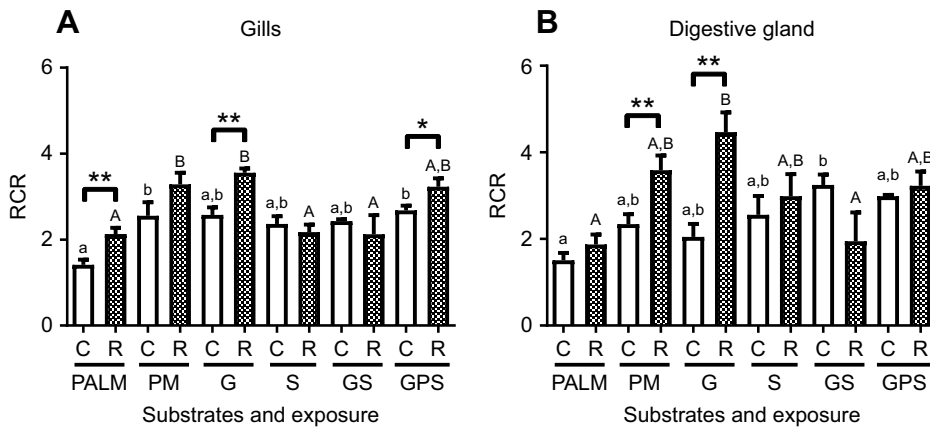 A
Gills
RCR
6
4
2
0
a
**
A
b
B
a,b
**
B
a,b
A
a,b
A
b
*
A,B
C R C R C R C R C R C R
PALM PM G S GS GPS
Substrates and exposure
B
Digestive gland
RCR
6
4
2
0
a
A
a,b
**
A,B
a,b
**
B
a,b
A,B
b
A
a,b
A,B
C R C R C R C R C R C R
PALM PM G S GS GPS
Substrates and exposure